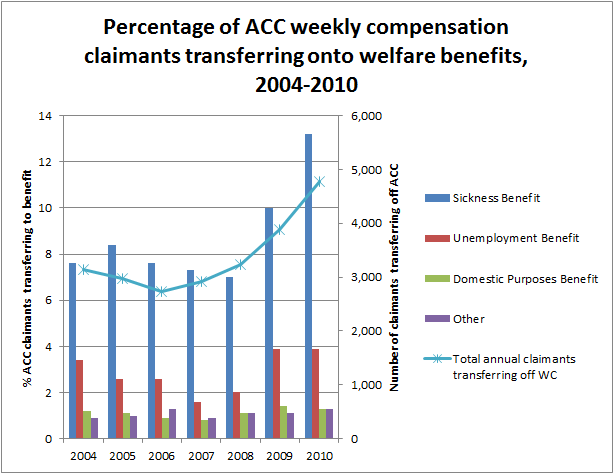 Percentage of ACC weekly compensation
claimants transferring onto welfare benefits,
2004-2010
% ACC claimants transferring to benefit
14
12
10
8
6
4
2
0
6,000
5,000
4,000
3,000
2,000
1,000
0
Number of claimants transferring off ACC
2004 2005 2006 2007 2008 2009 2010
Sickness Benefit
Unemployment Benefit
Domestic Purposes Benefit
Other
Total annual claimants
transferring off WC